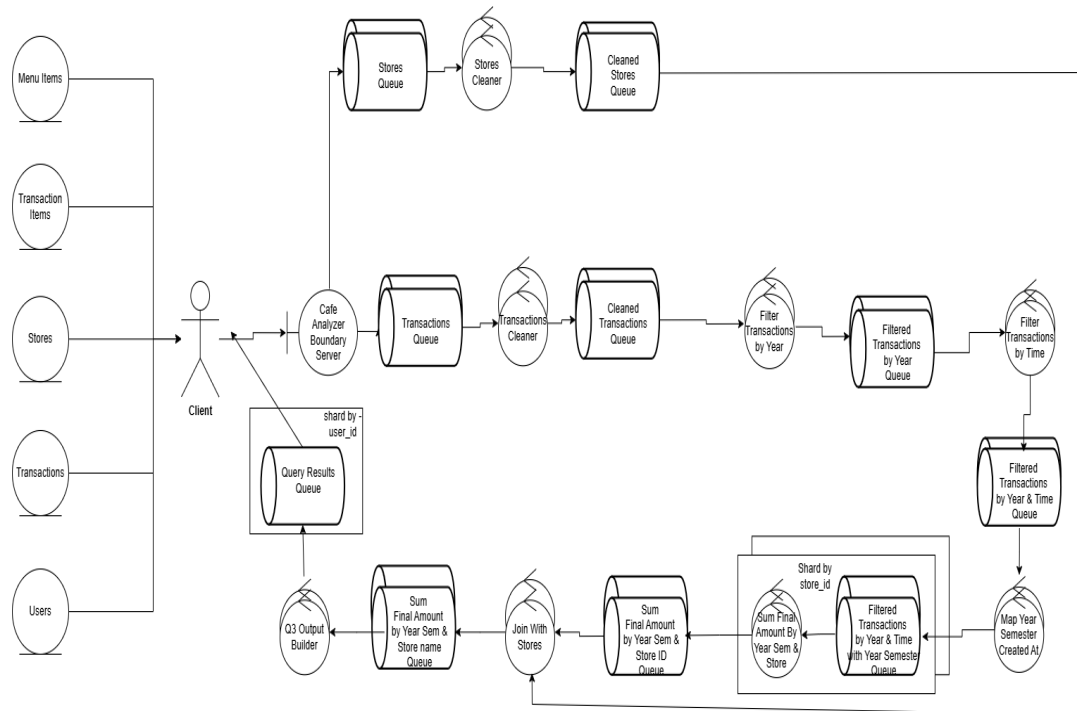 Menu Items
Transaction
Items
Stores
Transactions
Users
Client
Cafe
Analyzer
Boundary
Server
Stores
Queue
Stores
Cleaner
Cleaned
Stores
Queue
Transactions
Queue
Transactions
Cleaner
Cleaned
Transactions
Queue
Filter
Transactions
by Year
Filtered
Transactions
by Year
Queue
Filter
Transactions
by Time
Filtered
Transactions
by Year & Time
Queue
Map Year
Semester
Created At
Shard by
store_id
Filtered
Transactions
by Year & Time
with Year Semester
Queue
Sum Final
Amount By
Year Sem &
Store
Sum
Final Amount
by Year Sem &
Store ID
Queue
Join With
Stores
Sum
Final Amount
by Year Sem &
Store name
Queue
Q3 Output
Builder
shard by -
user_id
Query Results
Queue